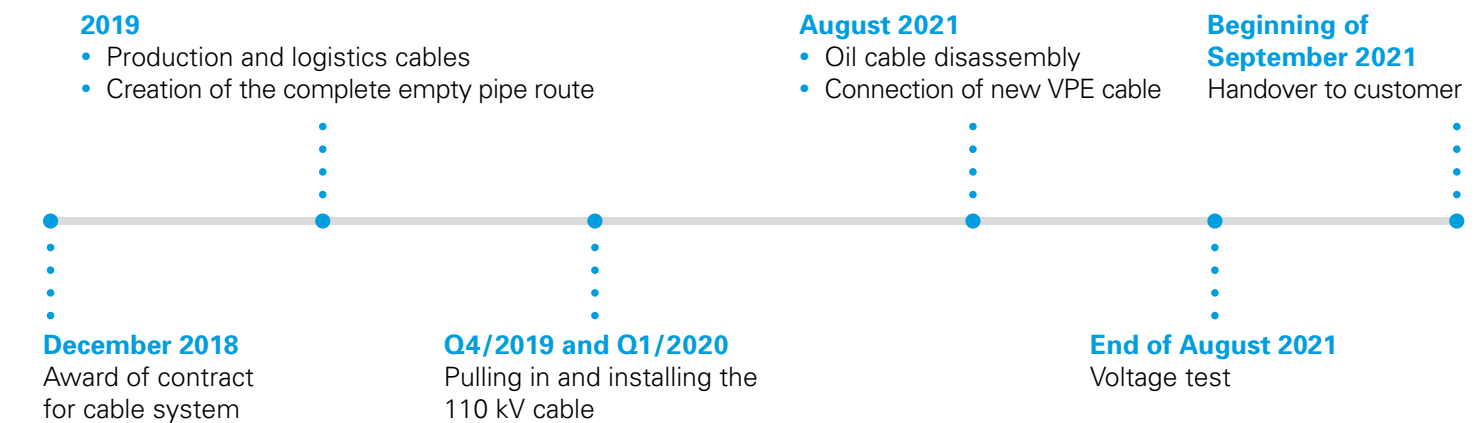 2019
• Production and logistics cables
• Creation of the complete empty pipe route
August 2021
• Oil cable disassembly
• Connection of new VPE cable
Beginning of
September 2021
Handover to customer
December 2018
Award of contract
for cable system
Q4/2019 and Q1/2020
Pulling in and installing the
110 kV cable
End of August 2021
Voltage test